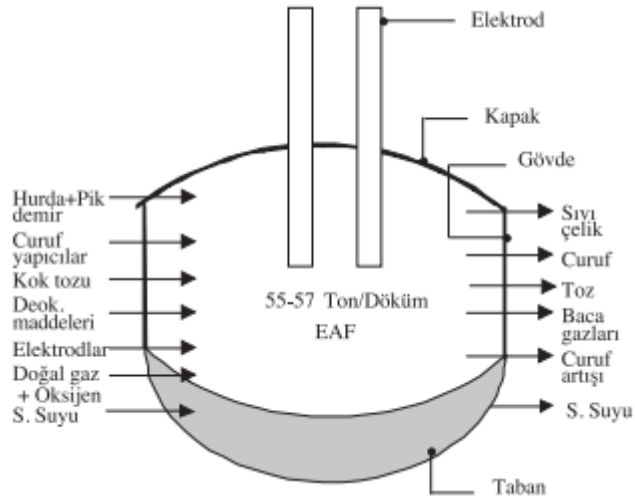 Elektrod
Kapak
Gövde
Hurda+Pik
demir
Curuf
yapıcılar
Kok tozu
Deok.
maddeleri
Elektrodlar
Doğal gaz
+ Öksijen
S. Suyu
55-57 Ton/Döküm
EAF
Sıvı
çelik
Curuf
Toz
Baca
gazları
Curuf
artışı
S. Suyu
Taban